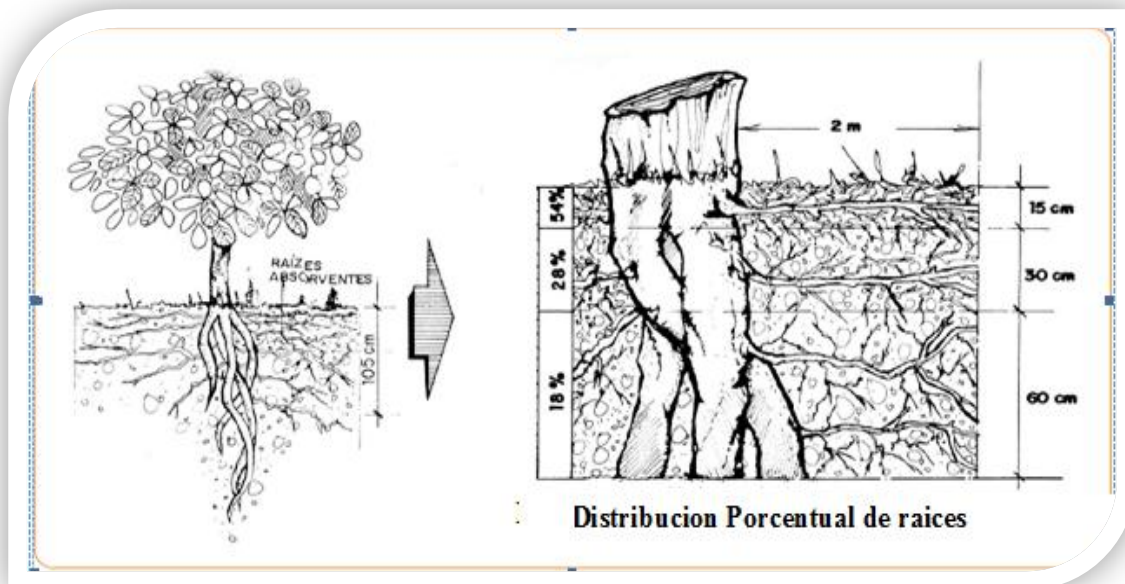 RAÍZES
ABSORVENTES
105 cm
2 m
54%
28%
18%
15 cm
30 cm
60 cm
Distribucion Porcentual de raices